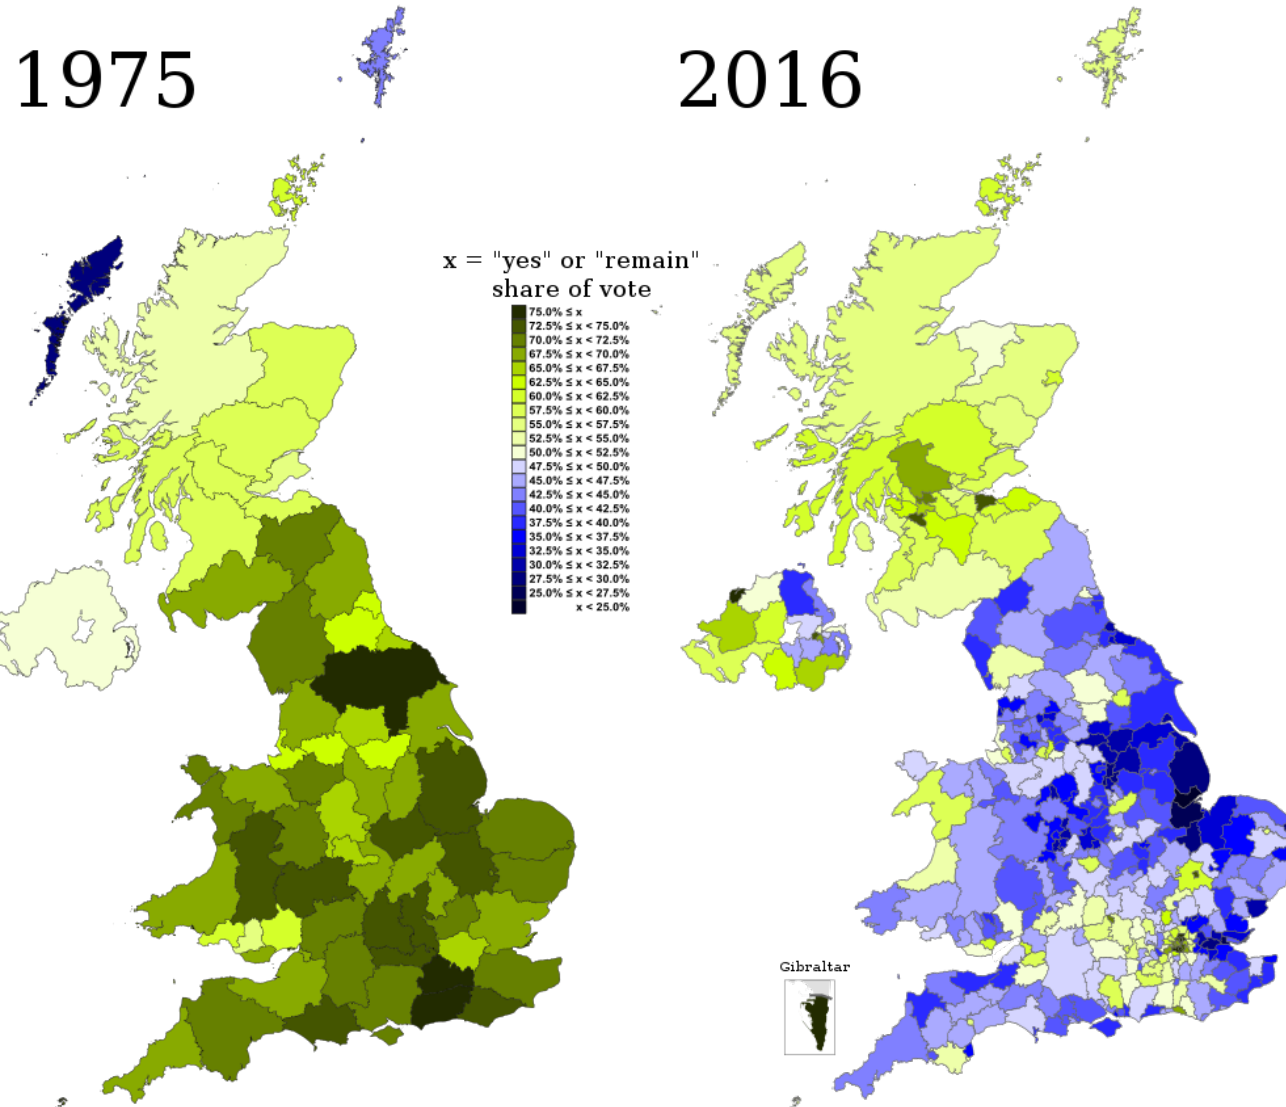 1975
2016
x = "yes" or "remain"
share of vote
75.0% ≤ x
72.5% ≤ x < 75.0%
70.0% ≤ x < 72.5%
67.5% ≤ x < 70.0%
65.0% ≤ x < 67.5%
62.5% ≤ x < 65.0%
60.0% ≤ x < 62.5%
57.5% ≤ x < 60.0%
55.0% ≤ x < 57.5%
52.5% ≤ x < 55.0%
50.0% ≤ x < 52.5%
47.5% ≤ x < 50.0%
45.0% ≤ x < 47.5%
42.5% ≤ x < 45.0%
40.0% ≤ x < 42.5%
37.5% ≤ x < 40.0%
35.0% ≤ x < 37.5%
32.5% ≤ x < 35.0%
30.0% ≤ x < 32.5%
27.5% ≤ x < 30.0%
25.0% ≤ x < 27.5%
x < 25.0%
Gibraltar